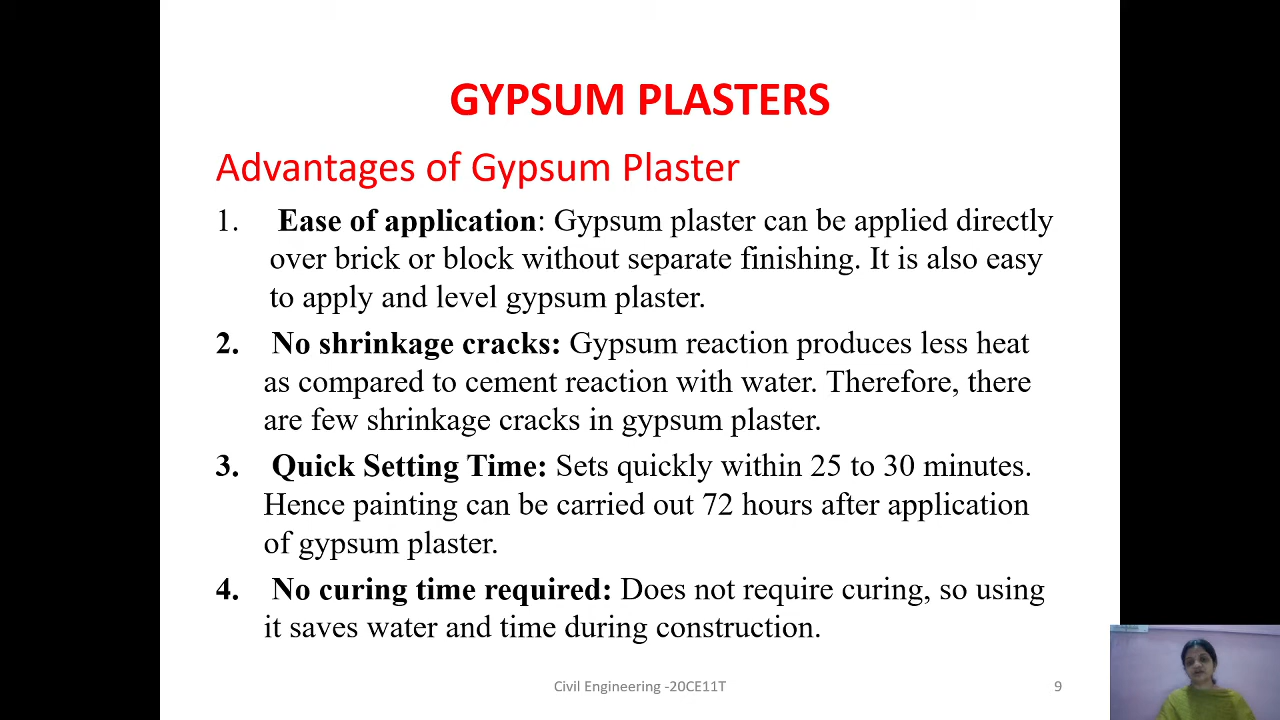 GYPSUM PLASTERS
Advantages of Gypsum Plaster
1. Ease of application: Gypsum plaster can be applied directly
over brick or block without separate finishing. It is also easy
to apply and level gypsum plaster.
2. No shrinkage cracks: Gypsum reaction produces less heat
as compared to cement reaction with water. Therefore, there
are few shrinkage cracks in gypsum plaster.
3. Quick Setting Time: Sets quickly within 25 to 30 minutes.
Hence painting can be carried out 72 hours after application
of gypsum plaster.
4. No curing time required: Does not require curing, so using
it saves water and time during construction.
Civil Engineering -20CE11T
9